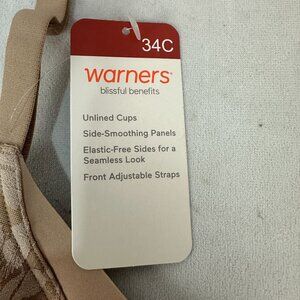 34C
warners
blissful benefits
Unlined Cups
Side-Smoothing Panels
Elastic-Free Sides for a
Seamless Look
Front Adjustable Straps